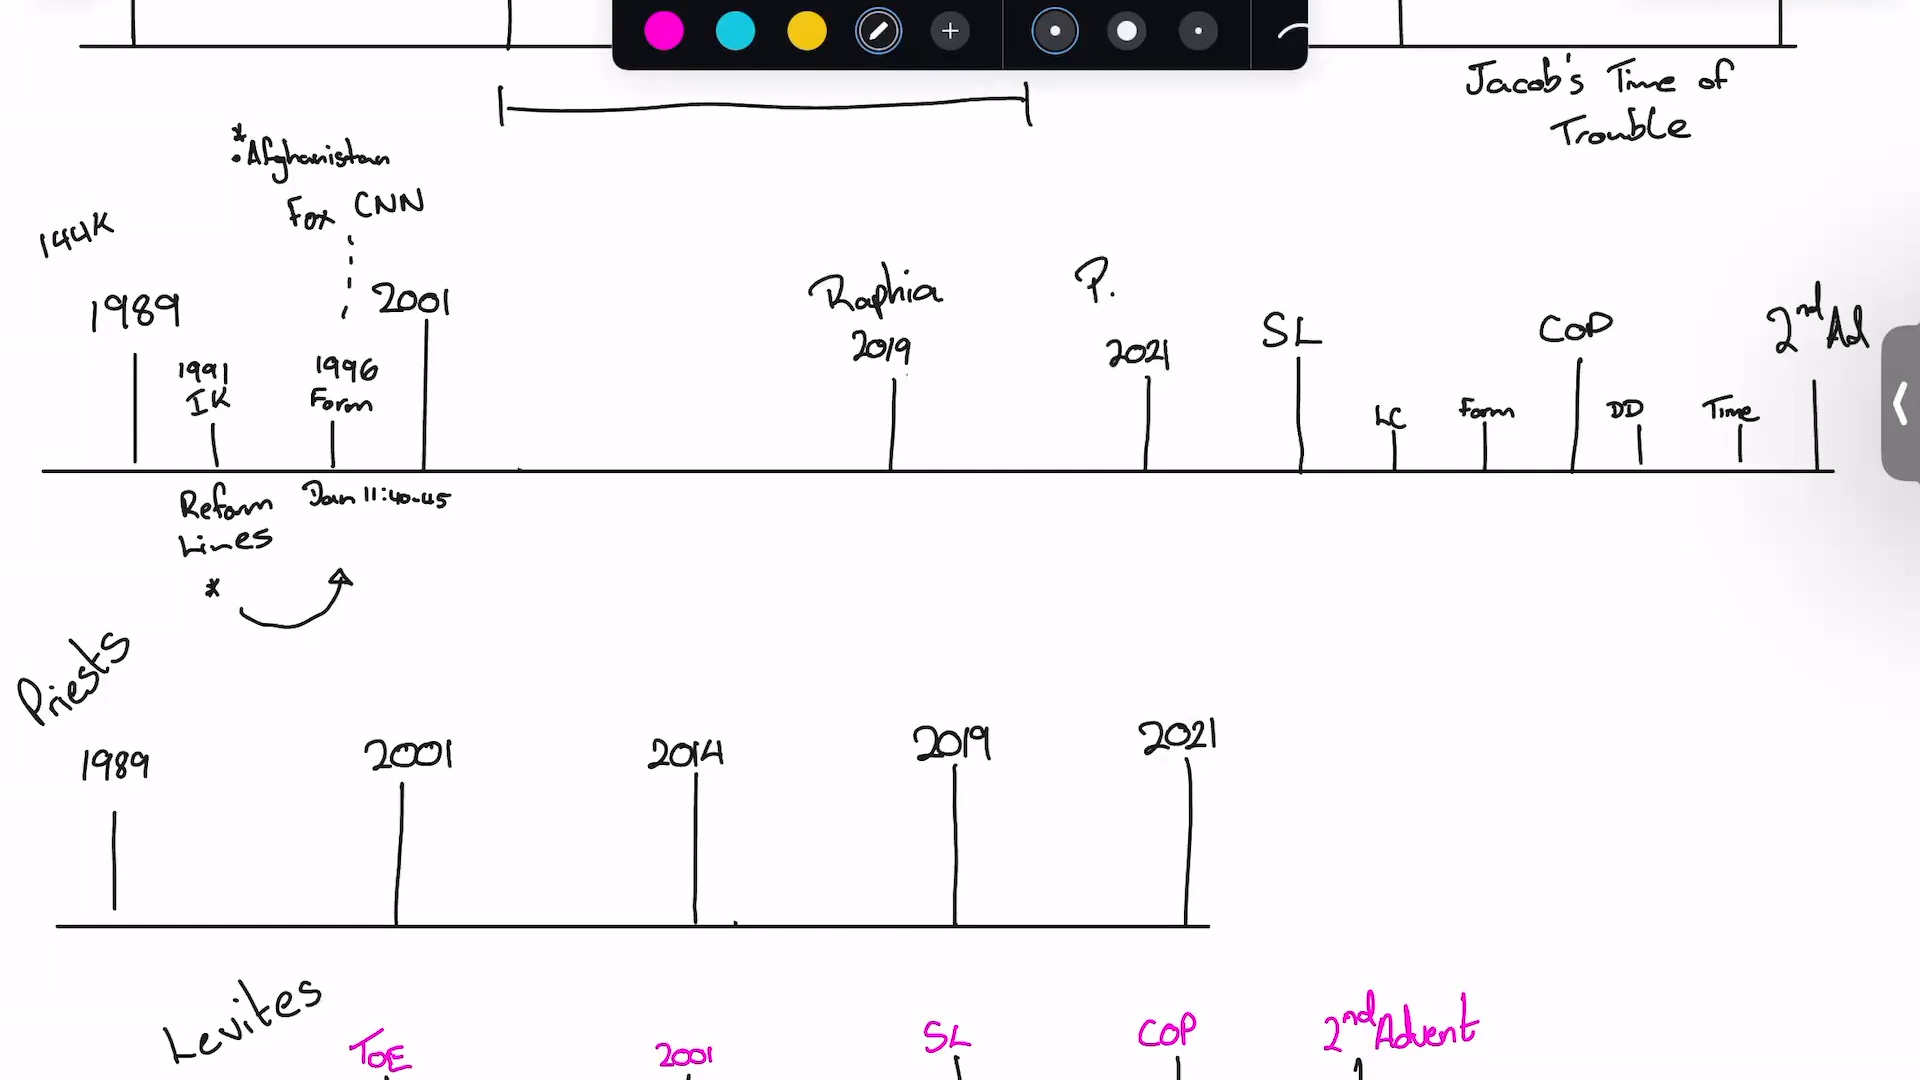 Jacob's Time of
Trouble
* Afghanistan
Fox CNN
144K
1989
1991
IK
1996
Form
2001
Raphia
2019
P.
2021
SL
LC
Form
COP
DD
Time
2nd Ad
Reform
Lines
*
Dan 11:40-45
Priests
1989
2001
2014
2019
2021
Levites
TOE
2001
SL
COP
2nd Advent